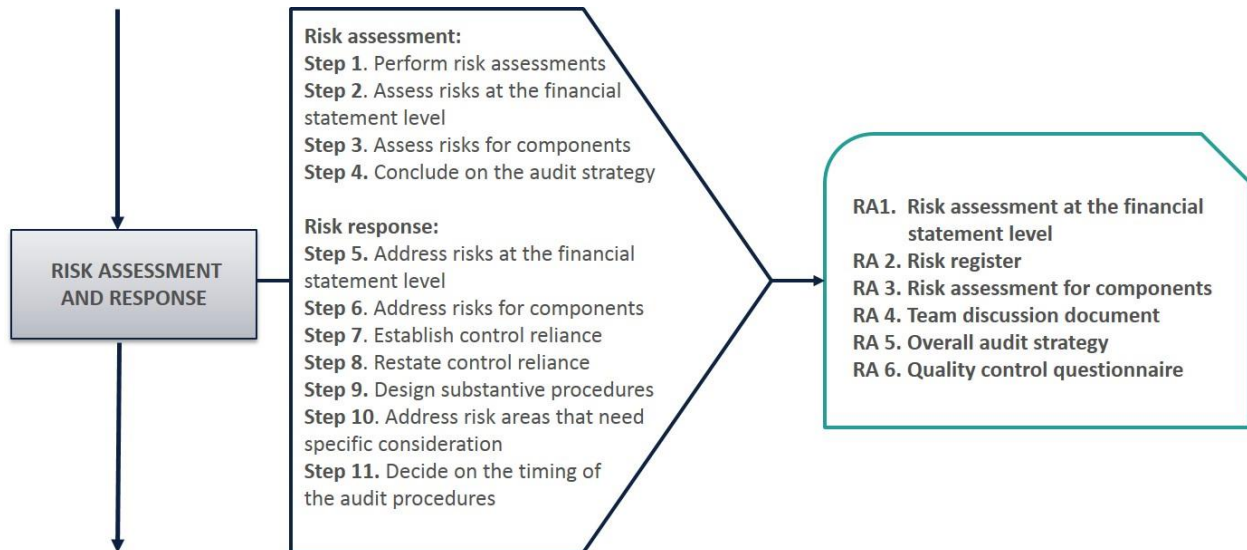 RISK ASSESSMENT
AND RESPONSE
Risk assessment:
Step 1. Perform risk assessments
Step 2. Assess risks at the financial
statement level
Step 3. Assess risks for components
Step 4. Conclude on the audit strategy
Risk response:
Step 5. Address risks at the financial
statement level
Step 6. Address risks for components
Step 7. Establish control reliance
Step 8. Restate control reliance
Step 9. Design substantive procedures
Step 10. Address risk areas that need
specific consideration
Step 11. Decide on the timing of
the audit procedures
RA1. Risk assessment at the financial
statement level
RA 2. Risk register
RA 3. Risk assessment for components
RA 4. Team discussion document
RA 5. Overall audit strategy
RA 6. Quality control questionnaire